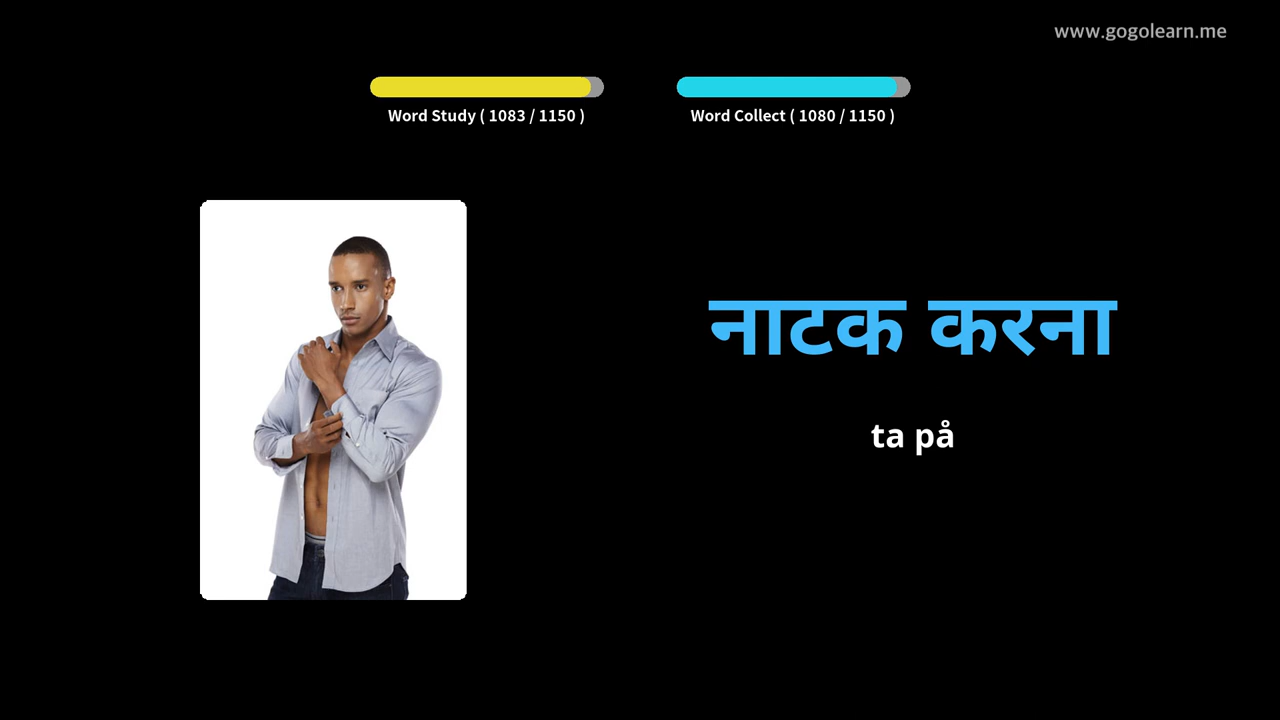 www.gogolearn.me
Word Study ( 1083 / 1150 )
Word Collect ( 1080 / 1150 )
नाटक करना
ta på